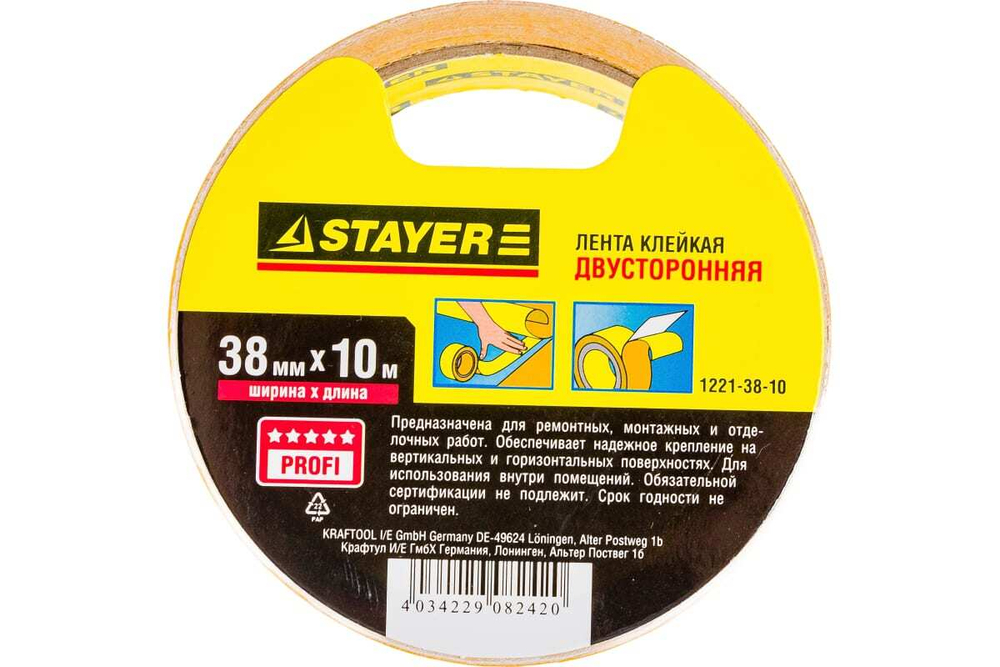 STAYER
STAYER
ЛЕНТА КЛЕЙКАЯ
ДВУСТОРОННЯЯ
38 мм х 10 м
ширина х длина
1221-38-10
PROFI
22
PAP
Предназначена для ремонтных, монтажных и отде-
лочных работ. Обеспечивает надежное крепление на
вертикальных и горизонтальных поверхностях. Для
использования внутри помещений. Обязательной
сертификации не подлежит. Срок годности не
ограничен.
KRAFTOOL I/E GmbH Germany DE-49624 Löningen, Alter Postweg 1b
Крафтул И/Е ГмбХ Германия, Лонинген, Альтер Поствег 1б
4 034229 082420